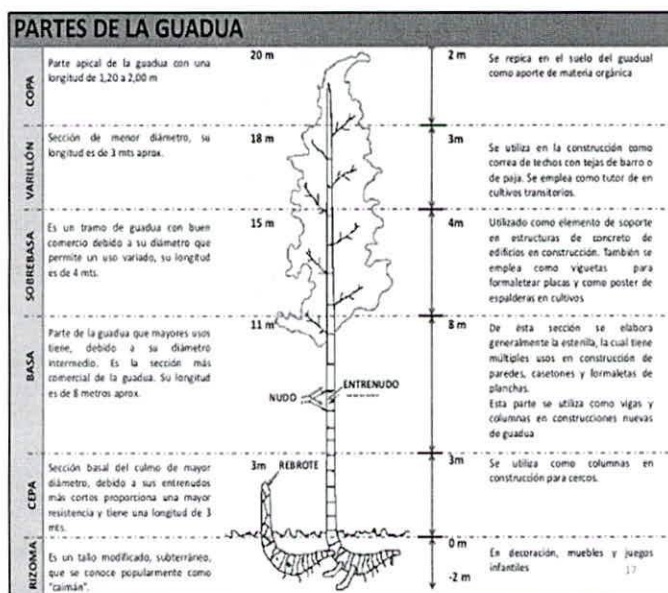 PARTES DE LA GUADUA
COPA
Parte apical de la guadua con una
longitud de 1,20 a 2,00 m
20 m
2 m
Se repica en el suelo del guadual
como aporte de materia orgánica
VARILLÓN
Sección de menor diámetro, su
longitud es de 3 mts aprox.
18 m
3m
Se utiliza en la construcción como
correa de techos con tejas de barro o
de paja. Se emplea como tutor de en
cultivos transitorios.
SOBREBASA
Es un tramo de guadua con buen
comercio debido a su diámetro que
permite un uso variado, su longitud
es de 4 mts.
15 m
4m
Utilizado como elemento de soporte
en estructuras de concreto de
edificios en construcción. También se
emplea como viguetas para
formaletear placas y como poster de
espalderas en cultivos
BASA
Parte de la guadua que mayores usos
tiene, debido a su diámetro
intermedio. Es la sección más
comercial de la guadua. Su longitud
es de 8 metros aprox.
11 m
NUDO
ENTRENUDO
8 m
De ésta sección se elabora
generalmente la esterilla, la cual tiene
múltiples usos en construcción de
paredes, casetones y formaletas de
planchas.
Esta parte se utiliza como vigas y
columnas en construcciones nuevas
de guadua
CEPA
Sección basal del culmo de mayor
diámetro, debido a sus entrenudos
más cortos proporciona una mayor
resistencia y tiene una longitud de 3
mts.
3m
REBROTE
3m
Se utiliza como columnas en
construcción para cercos.
RIZOMA
Es un tallo modificado, subterráneo,
que se conoce popularmente como
"caimán".
0 m
-2 m
En decoración, muebles y juegos
infantiles
17